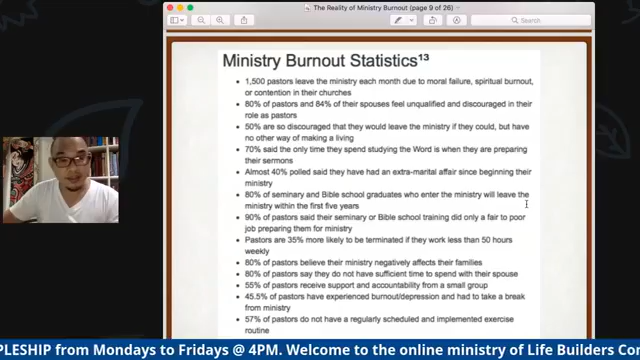 The Reality of Ministry Burnout (page 9 of 26)
Search
Ministry Burnout Statistics¹³
• 1,500 pastors leave the ministry each month due to moral failure, spiritual burnout,
or contention in their churches
• 80% of pastors and 84% of their spouses feel unqualified and discouraged in their
role as pastors
• 50% are so discouraged that they would leave the ministry if they could, but have
no other way of making a living
• 70% said the only time they spend studying the Word is when they are preparing
their sermons
• Almost 40% polled said they have had an extra-marital affair since beginning their
ministry
• 80% of seminary and Bible school graduates who enter the ministry will leave the
ministry within the first five years
• 90% of pastors said their seminary or Bible school training did only a fair to poor
job preparing them for ministry
• Pastors are 35% more likely to be terminated if they work less than 50 hours
weekly
• 80% of pastors believe their ministry negatively affects their families
• 80% of pastors say they do not have sufficient time to spend with their spouse
• 55% of pastors receive support and accountability from a small group
• 45.5% of pastors have experienced burnout/depression and had to take a break
from ministry
• 57% of pastors do not have a regularly scheduled and implemented exercise
routine
PLESHIP from Mondays to Fridays @ 4PM. Welcome to the online ministry of Life Builders Co